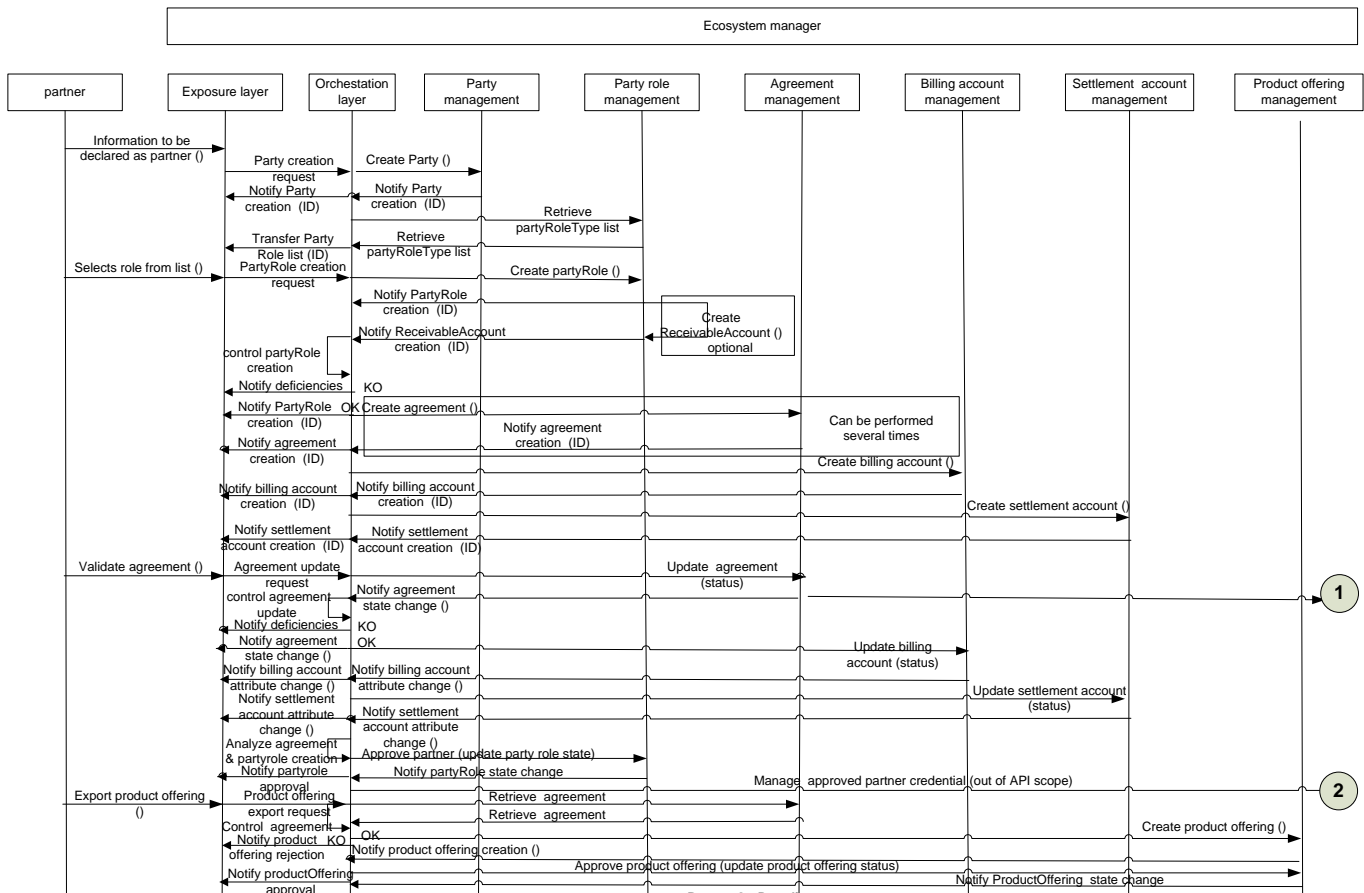 Ecosystem manager
partner
Exposure layer
Orchestation
layer
Party
management
Party role
management
Agreement
management
Billing account
management
Settlement account
management
Product offering
management
Information to be
declared as partner ()
Party creation
request
Create Party ()
Notify Party
creation (ID)
Notify Party
creation (ID)
Retrieve
partyRoleType list
Transfer Party
Role list (ID)
Retrieve
partyRoleType list
Selects role from list ()
PartyRole creation
request
Create partyRole ()
Notify PartyRole
creation (ID)
Create
ReceivableAccount ()
optional
Notify ReceivableAccount
creation (ID)
control partyRole
creation
Notify deficiencies
KO
Notify PartyRole
creation (ID)
OK
Create agreement ()
Can be performed
several times
Notify agreement
creation (ID)
Notify agreement
creation (ID)
Create billing account ()
Notify billing account
creation (ID)
Notify billing account
creation (ID)
Create settlement account ()
Notify settlement
account creation (ID)
Notify settlement
account creation (ID)
Validate agreement ()
Agreement update
request
Update agreement
(status)
control agreement
update
Notify agreement
state change ()
1
Notify deficiencies
KO
Notify agreement
state change ()
OK
Update billing
account (status)
Notify billing account
attribute change ()
Notify billing account
attribute change ()
Update settlement account
(status)
Notify settlement
account attribute
change ()
Notify settlement
account attribute
change ()
Analyze agreement
& partyrole creation
Approve partner (update party role state)
Notify partyrole
approval
Notify partyRole state change
Manage approved partner credential (out of API scope)
2
Export product offering
()
Product offering
export request
Retrieve agreement
Retrieve agreement
Control agreement
OK
Create product offering ()
Notify product
offering rejection
KO
Notify product offering creation ()
Approve product offering (update product offering status)
Notify productOffering
approval
Notify ProductOffering state change